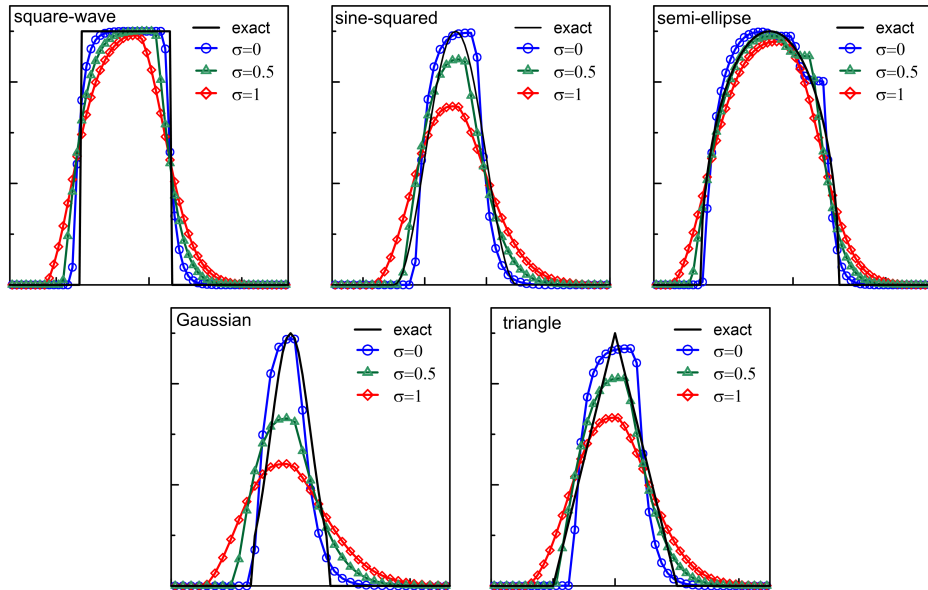 square-wave
exact
σ=0
σ=0.5
σ=1
sine-squared
exact
σ=0
σ=0.5
σ=1
semi-ellipse
exact
σ=0
σ=0.5
σ=1
Gaussian
exact
σ=0
σ=0.5
σ=1
triangle
exact
σ=0
σ=0.5
σ=1